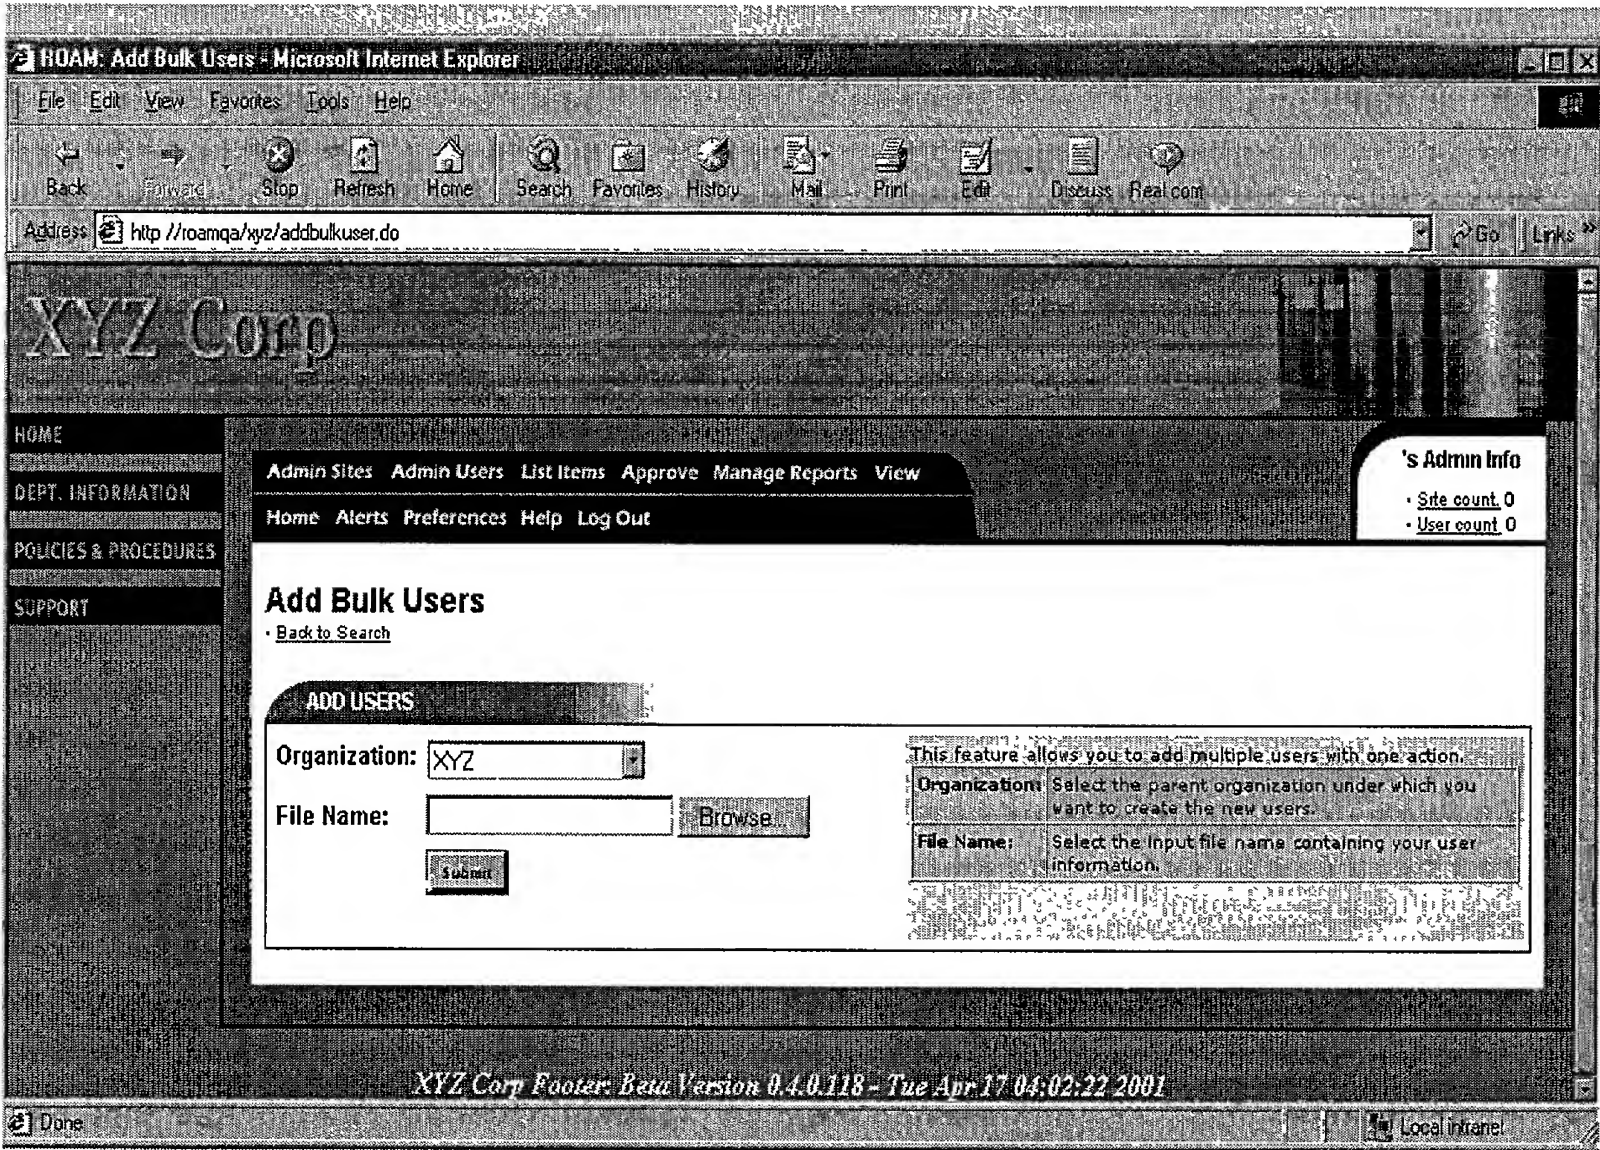 HOAM: Add Bulk Users - Microsoft Internet Explorer
File Edit View Favorites Tools Help
Back Forward Stop Refresh Home Search Favorites History Mail Print Edit Discuss Real.com
Address http //roamqa/xyz/addbulkuser.do Go Links »
XYZ Corp
HOME
DEPT. INFORMATION
POLICIES & PROCEDURES
SUPPORT
Admin Sites Admin Users List Items Approve Manage Reports View
Home Alerts Preferences Help Log Out
's Admin Info
· Site count. 0
· User count 0
Add Bulk Users
· Back to Search
ADD USERS
Organization: XYZ
File Name: Browse...
Submit
This feature allows you to add multiple users with one action.
Organization: Select the parent organization under which you
want to create the new users.
File Name: Select the input file name containing your user
information.
XYZ Corp Footer: Beta Version 0.4.0.118 - Tue Apr 17 04:02:22 2001
Done Local intranet